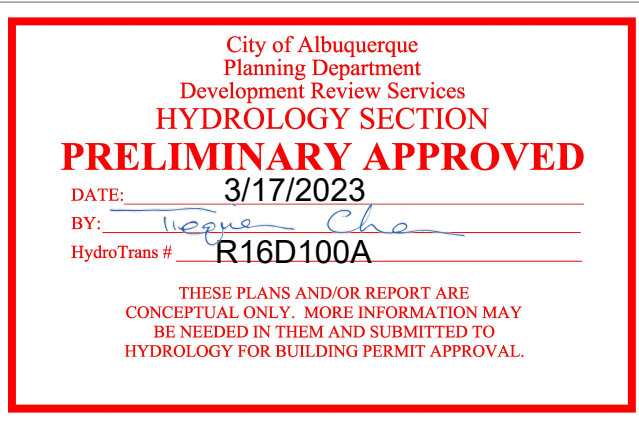 City of Albuquerque
Planning Department
Development Review Services
HYDROLOGY SECTION
PRELIMINARY APPROVED
DATE: 3/17/2023
BY:
HydroTrans # R16D100A
THESE PLANS AND/OR REPORT ARE
CONCEPTUAL ONLY. MORE INFORMATION MAY
BE NEEDED IN THEM AND SUBMITTED TO
HYDROLOGY FOR BUILDING PERMIT APPROVAL.